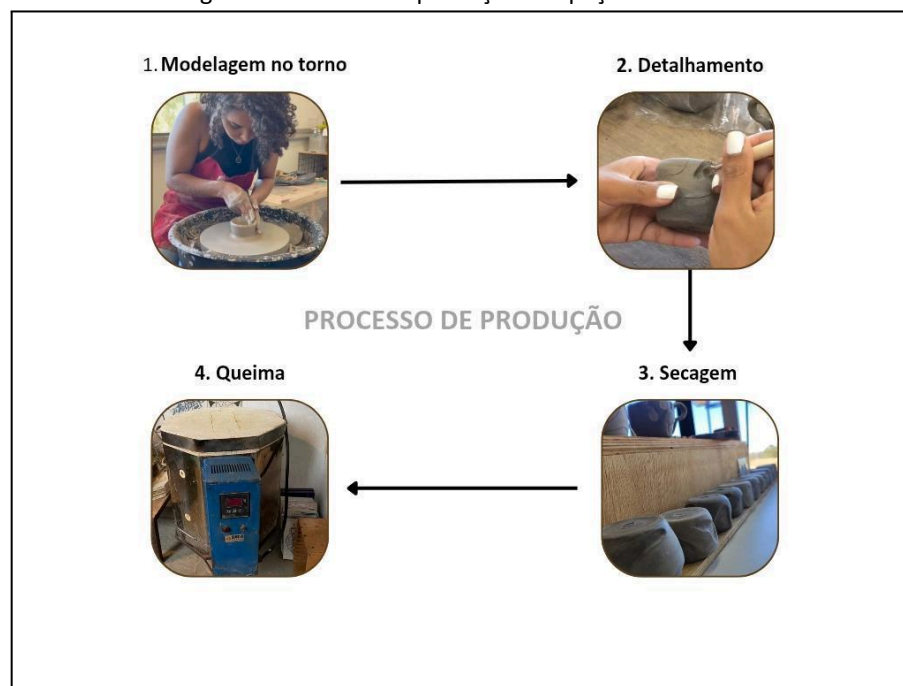 1. Modelagem no torno
2. Detalhamento
PROCESSO DE PRODUÇÃO
4. Queima
3. Secagem